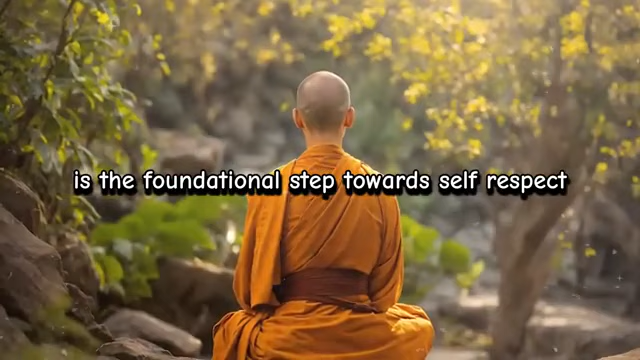 is the foundational step towards self respect